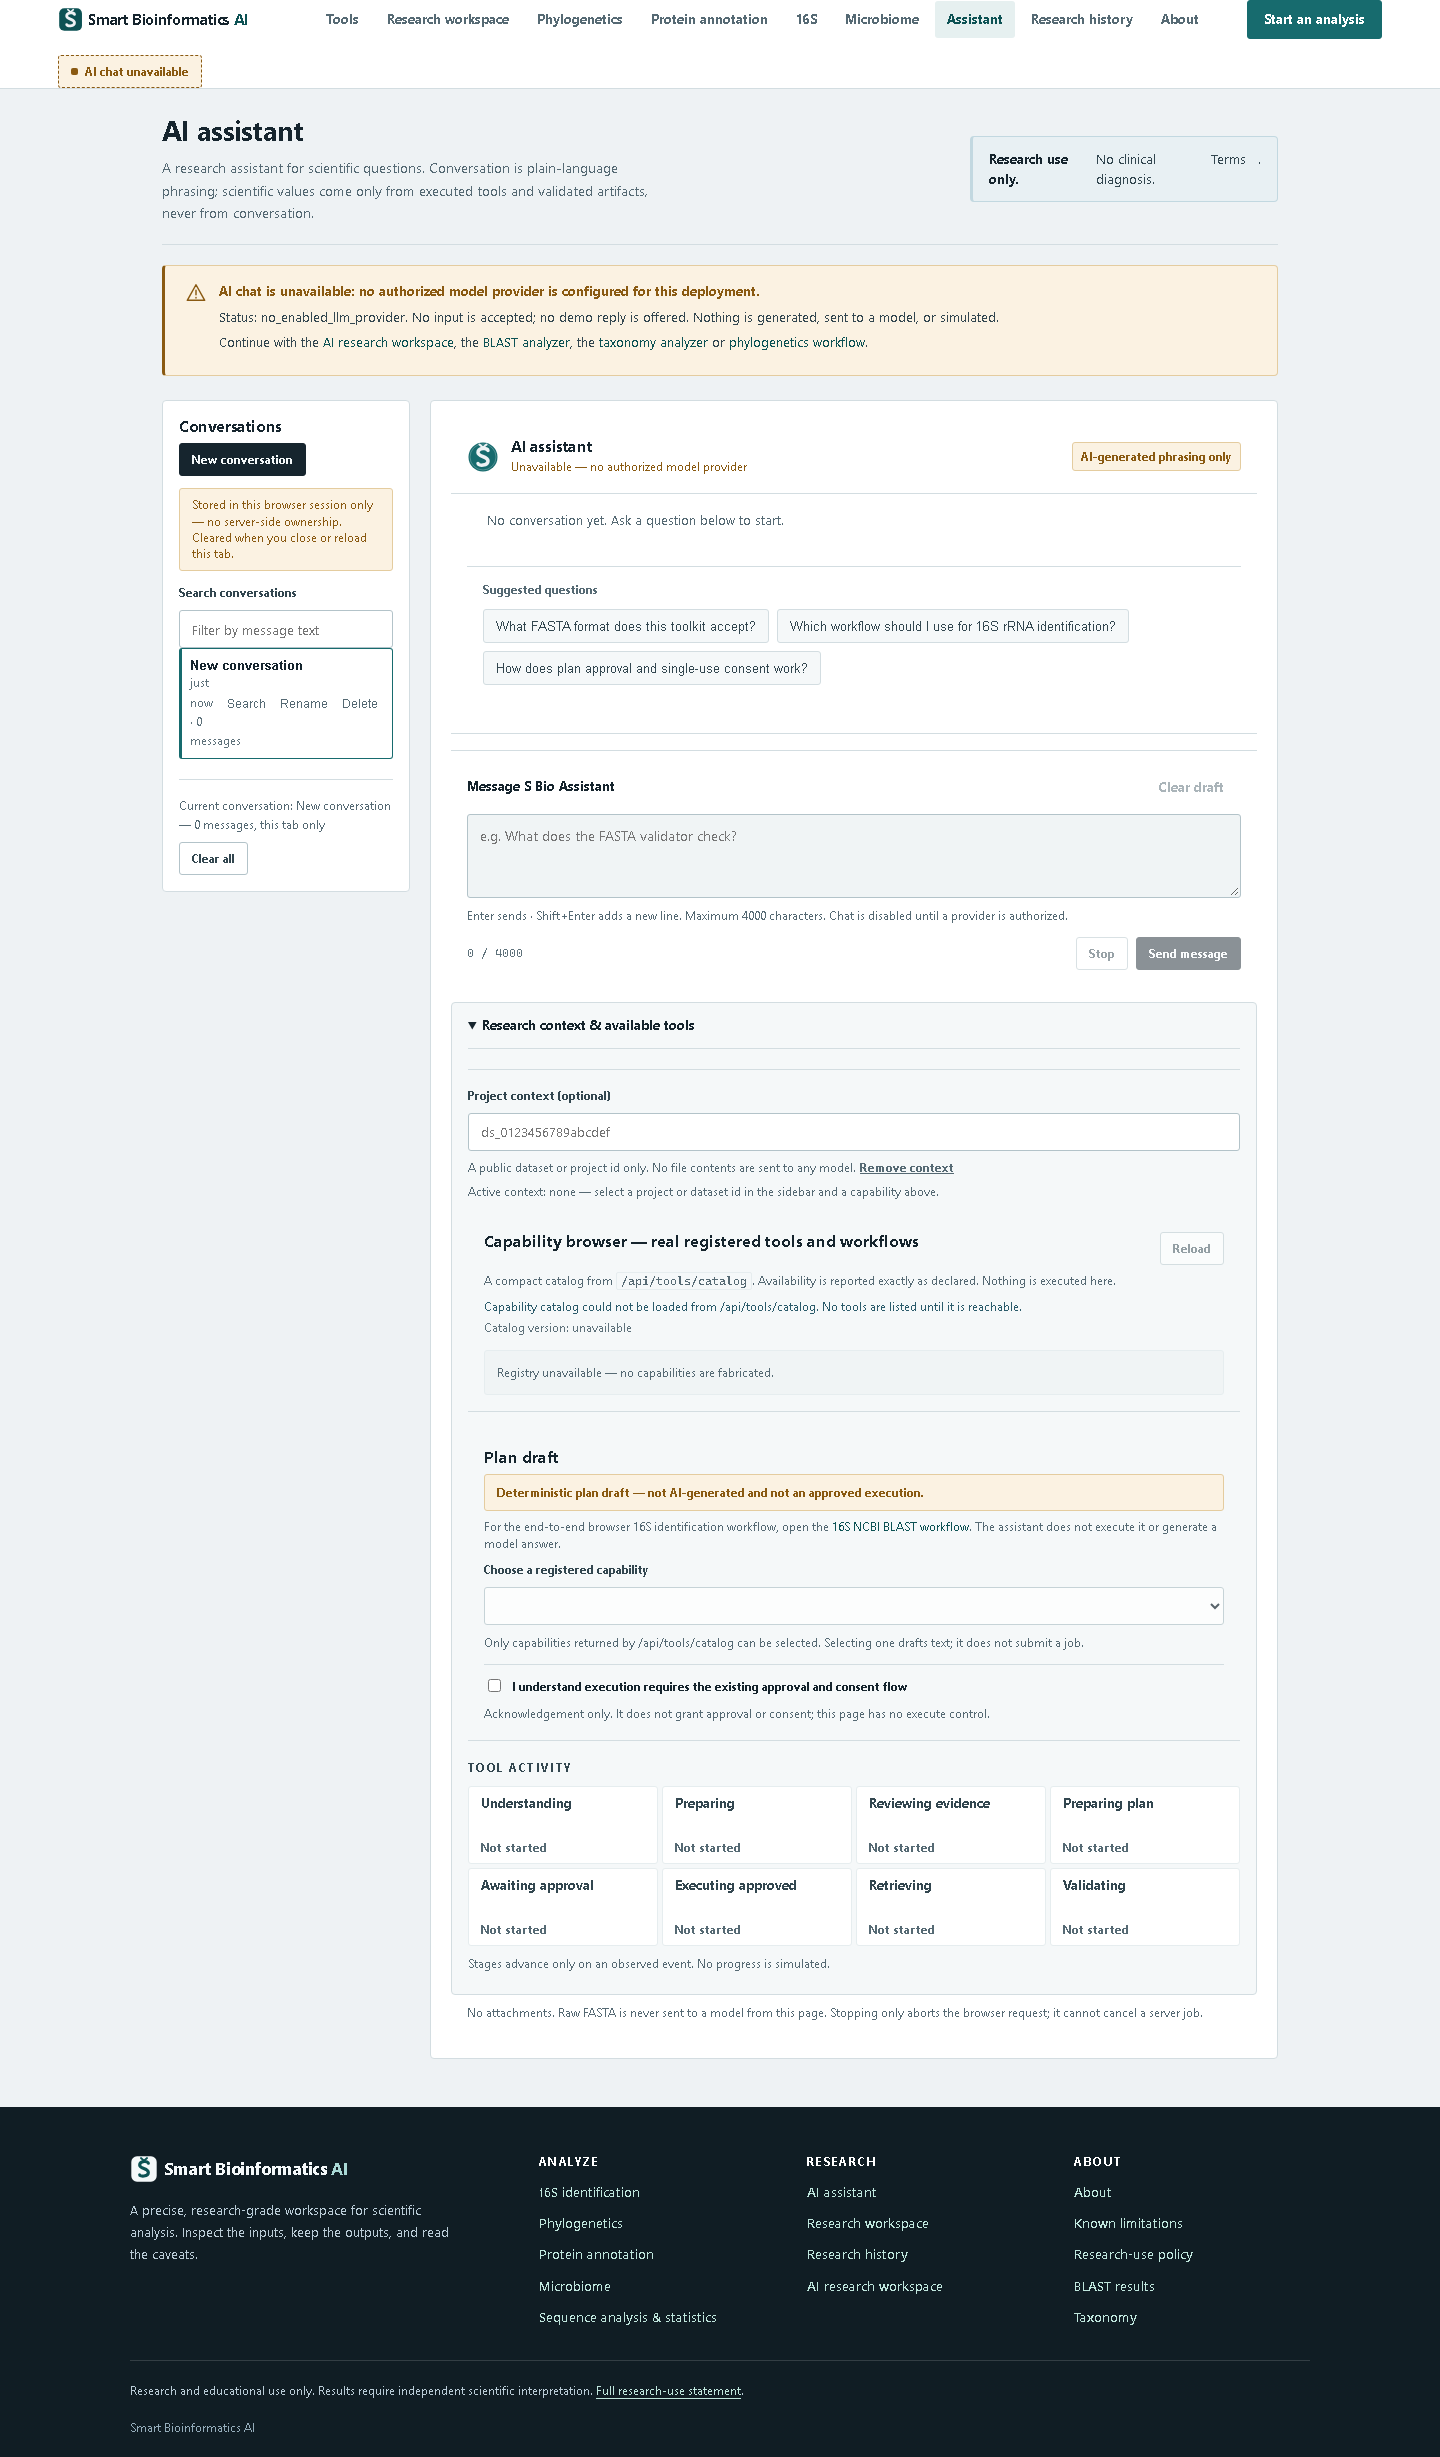 Smart Bioinformatics AI
Tools
Research workspace
Phylogenetics
Protein annotation
16S
Microbiome
Assistant
Research history
About
Start an analysis
AI chat unavailable
AI assistant
A research assistant for scientific questions. Conversation is plain-language
phrasing; scientific values come only from executed tools and validated artifacts,
never from conversation.
Research use
only.
No clinical
diagnosis.
Terms .
AI chat is unavailable: no authorized model provider is configured for this deployment.
Status: no_enabled_llm_provider. No input is accepted; no demo reply is offered. Nothing is generated, sent to a model, or simulated.
Continue with the AI research workspace, the BLAST analyzer, the taxonomy analyzer or phylogenetics workflow.
Conversations
New conversation
Stored in this browser session only
— no server-side ownership.
Cleared when you close or reload
this tab.
Search conversations
Filter by message text
New conversation
just
now
· 0
messages
Search
Rename
Delete
Current conversation: New conversation
— 0 messages, this tab only
Clear all
AI assistant
Unavailable — no authorized model provider
AI-generated phrasing only
No conversation yet. Ask a question below to start.
Suggested questions
What FASTA format does this toolkit accept?
Which workflow should I use for 16S rRNA identification?
How does plan approval and single-use consent work?
Message S Bio Assistant
Clear draft
e.g. What does the FASTA validator check?
Enter sends · Shift+Enter adds a new line. Maximum 4000 characters. Chat is disabled until a provider is authorized.
0 / 4000
Stop
Send message
▼ Research context & available tools
Project context (optional)
ds_0123456789abcdef
A public dataset or project id only. No file contents are sent to any model. Remove context
Active context: none — select a project or dataset id in the sidebar and a capability above.
Capability browser — real registered tools and workflows
Reload
A compact catalog from /api/tools/catalog. Availability is reported exactly as declared. Nothing is executed here.
Capability catalog could not be loaded from /api/tools/catalog. No tools are listed until it is reachable.
Catalog version: unavailable
Registry unavailable — no capabilities are fabricated.
Plan draft
Deterministic plan draft — not AI-generated and not an approved execution.
For the end-to-end browser 16S identification workflow, open the 16S NCBI BLAST workflow. The assistant does not execute it or generate a
model answer.
Choose a registered capability
Only capabilities returned by /api/tools/catalog can be selected. Selecting one drafts text; it does not submit a job.
I understand execution requires the existing approval and consent flow
Acknowledgement only. It does not grant approval or consent; this page has no execute control.
TOOL ACTIVITY
Understanding
Not started
Preparing
Not started
Reviewing evidence
Not started
Preparing plan
Not started
Awaiting approval
Not started
Executing approved
Not started
Retrieving
Not started
Validating
Not started
Stages advance only on an observed event. No progress is simulated.
No attachments. Raw FASTA is never sent to a model from this page. Stopping only aborts the browser request; it cannot cancel a server job.
Smart Bioinformatics AI
A precise, research-grade workspace for scientific
analysis. Inspect the inputs, keep the outputs, and read
the caveats.
ANALYZE
16S identification
Phylogenetics
Protein annotation
Microbiome
Sequence analysis & statistics
RESEARCH
AI assistant
Research workspace
Research history
AI research workspace
ABOUT
About
Known limitations
Research-use policy
BLAST results
Taxonomy
Research and educational use only. Results require independent scientific interpretation. Full research-use statement.
Smart Bioinformatics AI